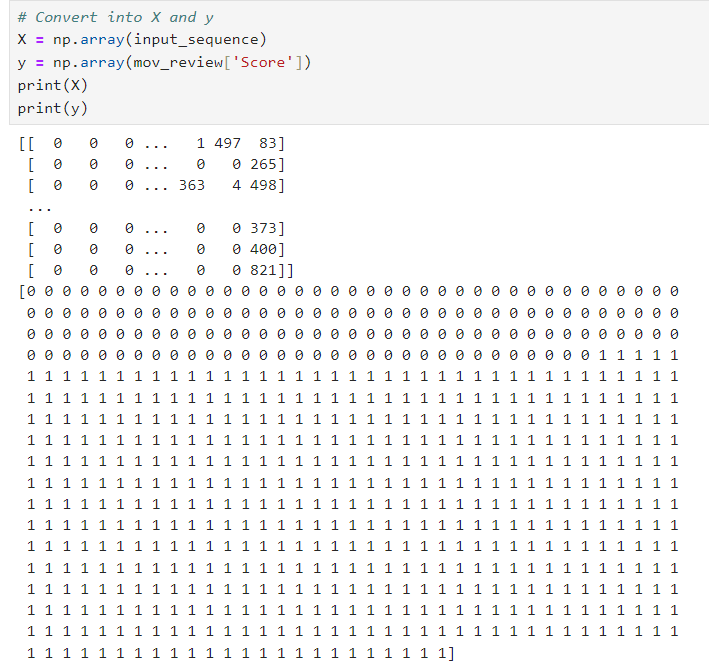 # Convert into X and y
X = np.array(input_sequence)
y = np.array(mov_review['Score'])
print(X)
print(y)
[[  0   0   0 ...   1 497  83]
 [  0   0   0 ...   0   0 265]
 [  0   0   0 ... 363   4 498]
 ...
 [  0   0   0 ...   0   0 373]
 [  0   0   0 ...   0   0 400]
 [  0   0   0 ...   0   0 821]]
[0 0 0 0 0 0 0 0 0 0 0 0 0 0 0 0 0 0 0 0 0 0 0 0 0 0 0 0 0 0 0 0 0 0 0 0 0
 0 0 0 0 0 0 0 0 0 0 0 0 0 0 0 0 0 0 0 0 0 0 0 0 0 0 0 0 0 0 0 0 0 0 0 0 0
 0 0 0 0 0 0 0 0 0 0 0 0 0 0 0 0 0 0 0 0 0 0 0 0 0 0 0 0 0 0 0 0 0 0 0 0 0
 0 0 0 0 0 0 0 0 0 0 0 0 0 0 0 0 0 0 0 0 0 0 0 0 0 0 0 0 0 0 0 0 1 1 1 1 1
 1 1 1 1 1 1 1 1 1 1 1 1 1 1 1 1 1 1 1 1 1 1 1 1 1 1 1 1 1 1 1 1 1 1 1 1 1
 1 1 1 1 1 1 1 1 1 1 1 1 1 1 1 1 1 1 1 1 1 1 1 1 1 1 1 1 1 1 1 1 1 1 1 1 1
 1 1 1 1 1 1 1 1 1 1 1 1 1 1 1 1 1 1 1 1 1 1 1 1 1 1 1 1 1 1 1 1 1 1 1 1 1
 1 1 1 1 1 1 1 1 1 1 1 1 1 1 1 1 1 1 1 1 1 1 1 1 1 1 1 1 1 1 1 1 1 1 1 1 1
 1 1 1 1 1 1 1 1 1 1 1 1 1 1 1 1 1 1 1 1 1 1 1 1 1 1 1 1 1 1 1 1 1 1 1 1 1
 1 1 1 1 1 1 1 1 1 1 1 1 1 1 1 1 1 1 1 1 1 1 1 1 1 1 1 1 1 1 1 1 1 1 1 1 1
 1 1 1 1 1 1 1 1 1 1 1 1 1 1 1 1 1 1 1 1 1 1 1 1 1 1 1 1 1 1 1 1 1 1 1 1 1
 1 1 1 1 1 1 1 1 1 1 1 1 1 1 1 1 1 1 1 1 1 1 1 1 1 1 1 1 1 1 1 1 1 1 1 1 1
 1 1 1 1 1 1 1 1 1 1 1 1 1 1 1 1 1 1 1 1 1 1 1 1 1 1 1 1 1 1 1 1 1 1 1 1 1
 1 1 1 1 1 1 1 1 1 1 1 1 1 1 1 1 1 1 1 1 1 1 1 1 1 1 1 1 1 1 1 1 1 1 1 1 1
 1 1 1 1 1 1 1 1 1 1 1 1 1 1 1 1 1 1 1 1 1 1 1 1 1 1 1 1 1 1 1 1 1 1 1 1 1
 1 1 1 1 1 1 1 1 1 1 1 1 1 1 1 1 1 1 1 1 1 1 1 1 1 1 1 1 1 1 1 1 1 1 1 1 1
 1 1 1 1 1 1 1 1 1 1 1 1 1 1 1 1 1 1 1 1 1 1 1 1 1 1 1 1 1 1 1 1 1 1 1 1 1
 1 1 1 1 1 1 1 1 1 1 1 1 1 1 1 1 1 1 1 1 1 1 1 1]